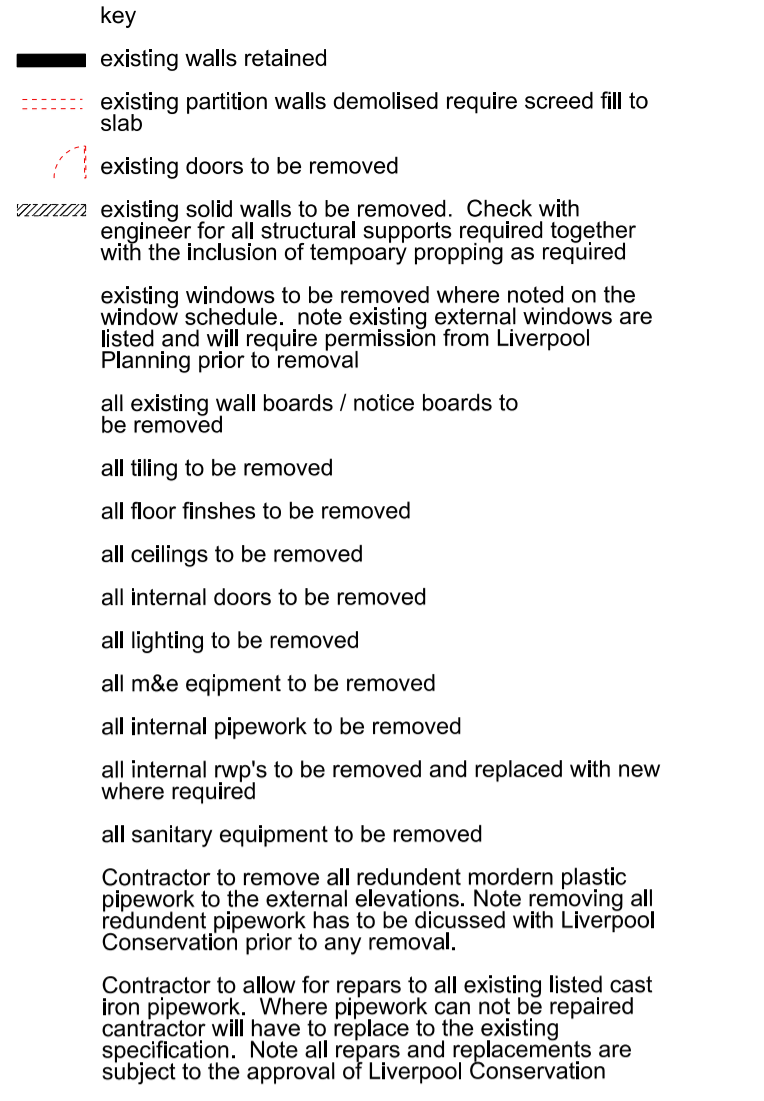 key
existing walls retained
existing partition walls demolised require screed fill to
slab
existing doors to be removed
existing solid walls to be removed.  Check with
engineer for all structural supports required together
with the inclusion of tempoary propping as required
existing windows to be removed where noted on the
window schedule.  note existing external windows are
listed and will require permission from Liverpool
Planning prior to removal
all existing wall boards / notice boards to
be removed
all tiling to be removed
all floor finshes to be removed
all ceilings to be removed
all internal doors to be removed
all lighting to be removed
all m&e eqipment to be removed
all internal pipework to be removed
all internal rwp's to be removed and replaced with new
where required
all sanitary equipment to be removed
Contractor to remove all redundent mordern plastic
pipework to the external elevations. Note removing all
redundent pipework has to be dicussed with Liverpool
Conservation prior to any removal.
Contractor to allow for repars to all existing listed cast
iron pipework.  Where pipework can not be repaired
cantractor will have to replace to the existing
specification.  Note all repars and replacements are
subject to the approval of Liverpool Conservation